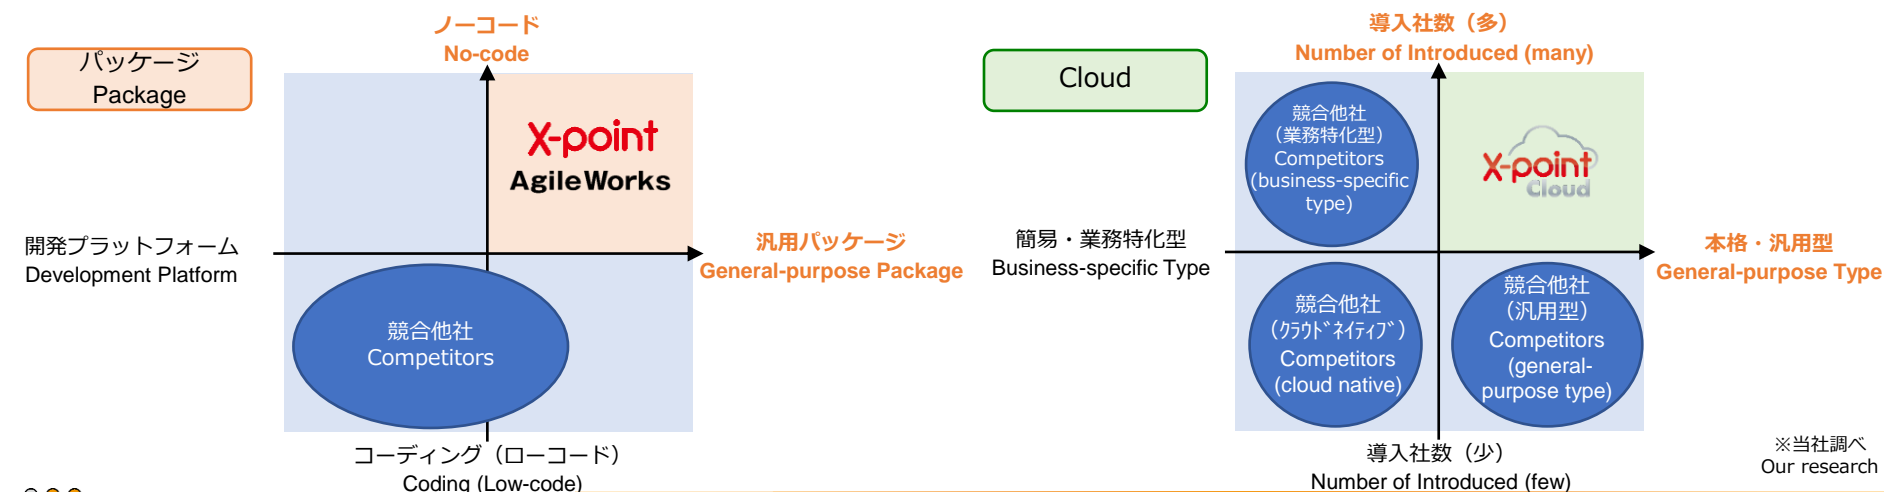 パッケージ
Package
ノーコード
No-code
X-point
AgileWorks
開発プラットフォーム
Development Platform
汎用パッケージ
General-purpose Package
競合他社
Competitors
コーディング（ローコード）
Coding (Low-code)
Cloud
導入社数（多）
Number of Introduced (many)
競合他社
（業務特化型）
Competitors
(business-specific
type)
X-point
Cloud
簡易・業務特化型
Business-specific Type
本格・汎用型
General-purpose Type
競合他社
（ｸﾗｳﾄﾞﾈｲﾃｨﾌﾞ）
Competitors
(cloud native)
競合他社
（汎用型）
Competitors
(general-
purpose type)
導入社数（少）
Number of Introduced (few)
※当社調べ
Our research